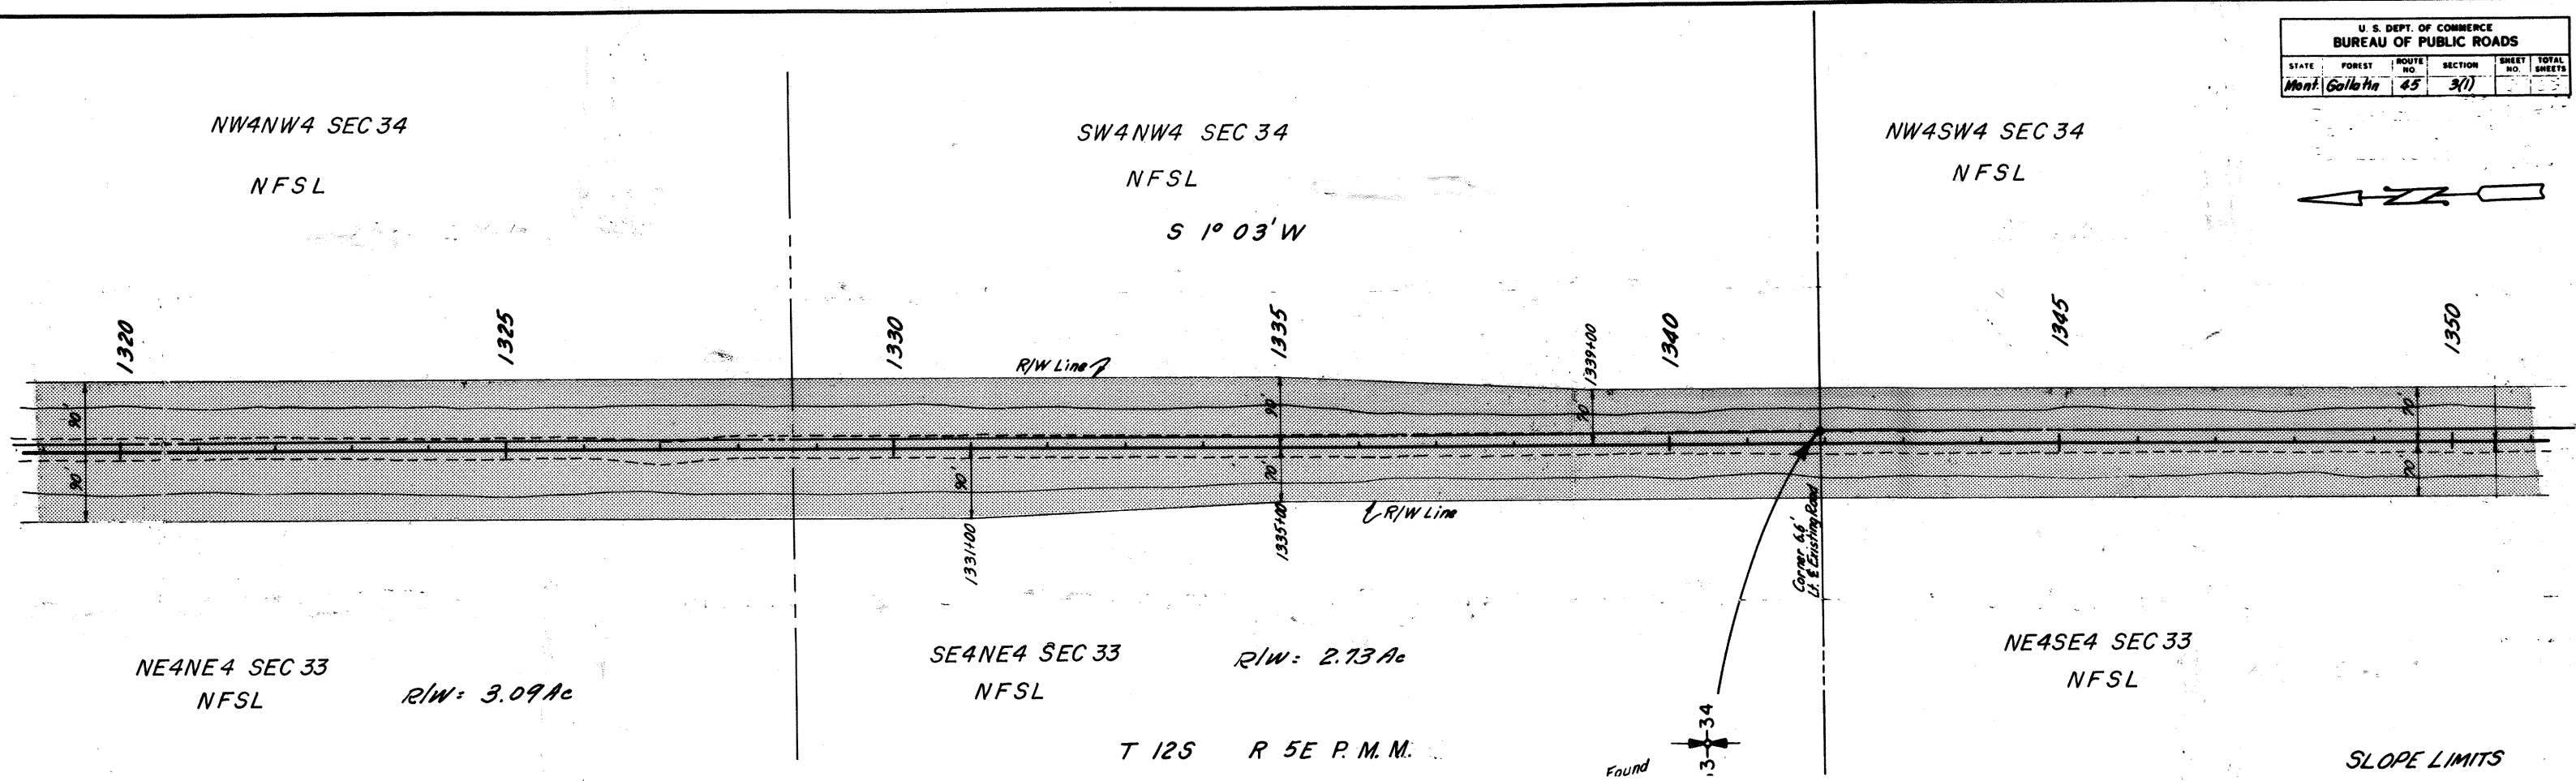 U. S. DEPT. OF COMMERCE
BUREAU OF PUBLIC ROADS
STATE FOREST ROUTE NO. SECTION SHEET NO. TOTAL SHEETS
Mont. Gallatin 45 3(1)
NW4NW4 SEC 34
NFSL
SW4NW4 SEC 34
NFSL
S 1° 03' W
NW4SW4 SEC 34
NFSL
N
1320
1325
1330
1335
1339+00
1340
1345
1350
R/W Line
90'
90'
70'
70'
90'
90'
70'
70'
1331+00
1335+00
R/W Line
Corner 6.6'
Lt. ℄ Existing Road
NE4NE4 SEC 33
NFSL
R/W: 3.09 Ac
SE4NE4 SEC 33
NFSL
R/W: 2.73 Ac
NE4SE4 SEC 33
NFSL
T 12S R 5E P. M. M.
Found
34
SLOPE LIMITS